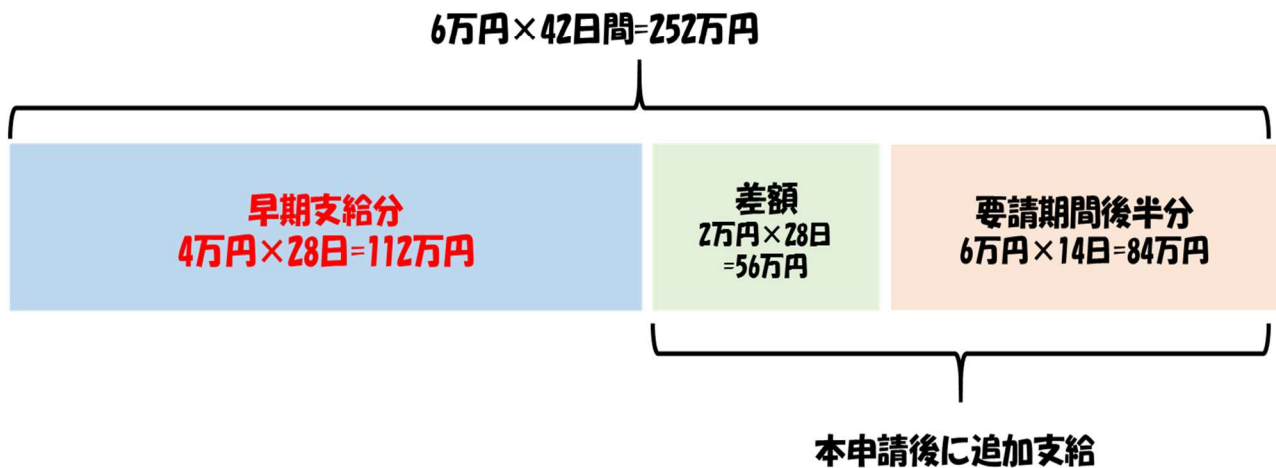 6万円×42日間=252万円
早期支給分
4万円×28日=112万円
差額
2万円×28日
=56万円
要請期間後半分
6万円×14日=84万円
本申請後に追加支給